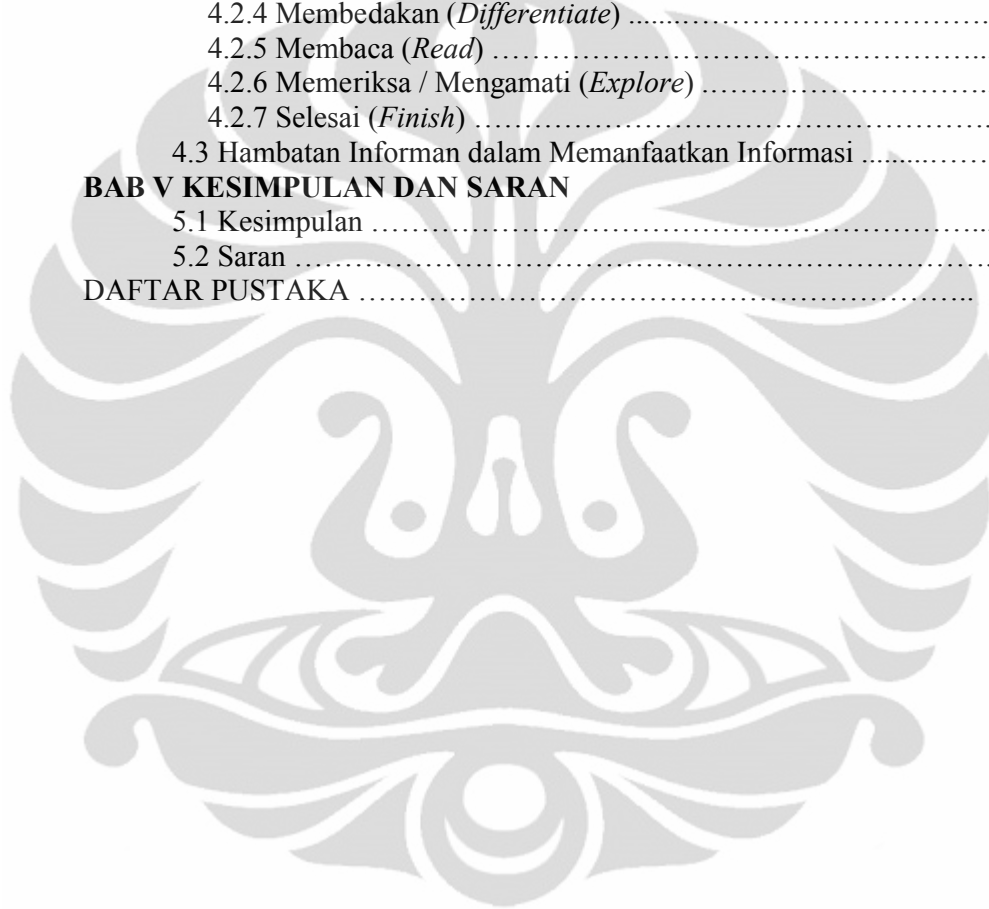 4.2.4 Membedakan (Differentiate) ......…………………………….
4.2.5 Membaca (Read) …………………………………………...
4.2.6 Memeriksa / Mengamati (Explore) ……………………….
4.2.7 Selesai (Finish) …………………………………………….
4.3 Hambatan Informan dalam Memanfaatkan Informasi ........……
BAB V KESIMPULAN DAN SARAN
5.1 Kesimpulan ……………………………………………………...
5.2 Saran ……………………………………………………………
DAFTAR PUSTAKA ……………………………………………………..